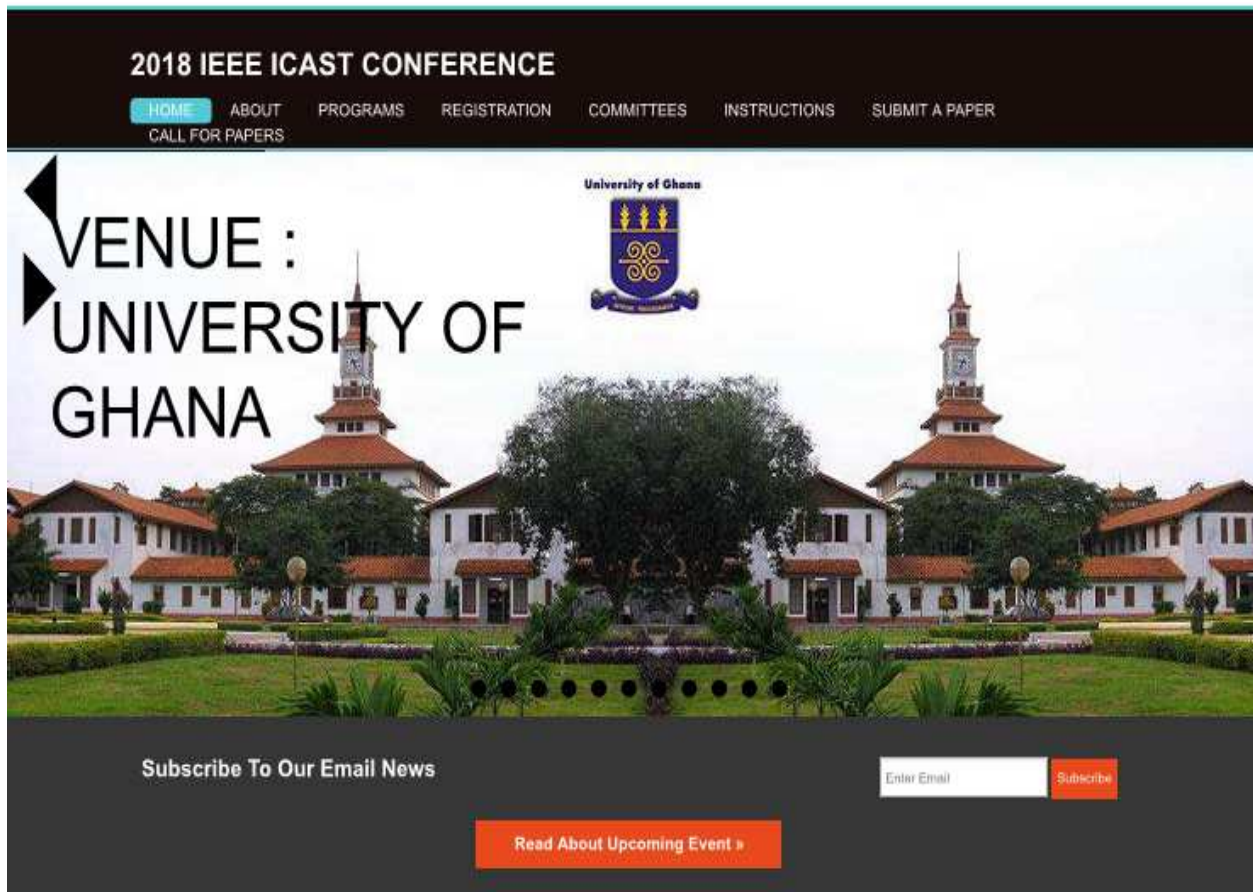 2018 IEEE ICAST CONFERENCE
HOME ABOUT PROGRAMS REGISTRATION COMMITTEES INSTRUCTIONS SUBMIT A PAPER
CALL FOR PAPERS
University of Ghana
VENUE :
UNIVERSITY OF
GHANA
Subscribe To Our Email News
Enter Email
Subscribe
Read About Upcoming Event »